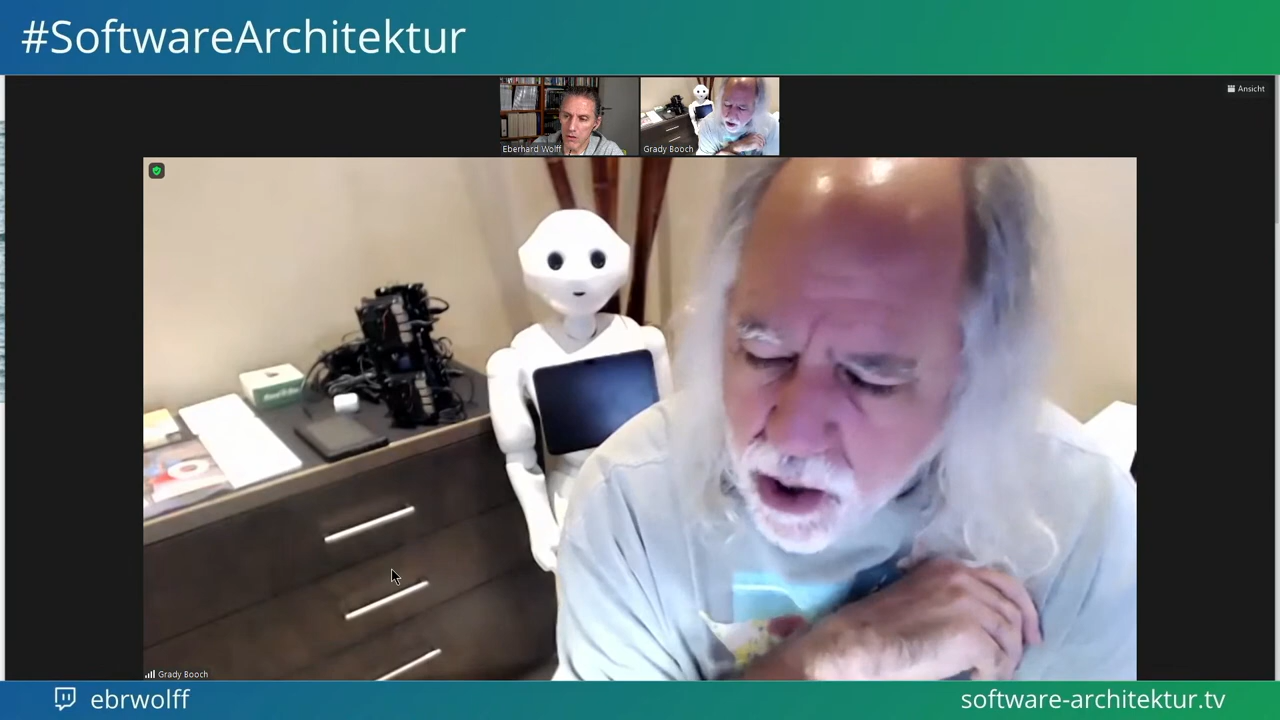 #SoftwareArchitektur
Ansicht
Eberhard Wolff
Grady Booch
Grady Booch
ebrwolff
software-architektur.tv